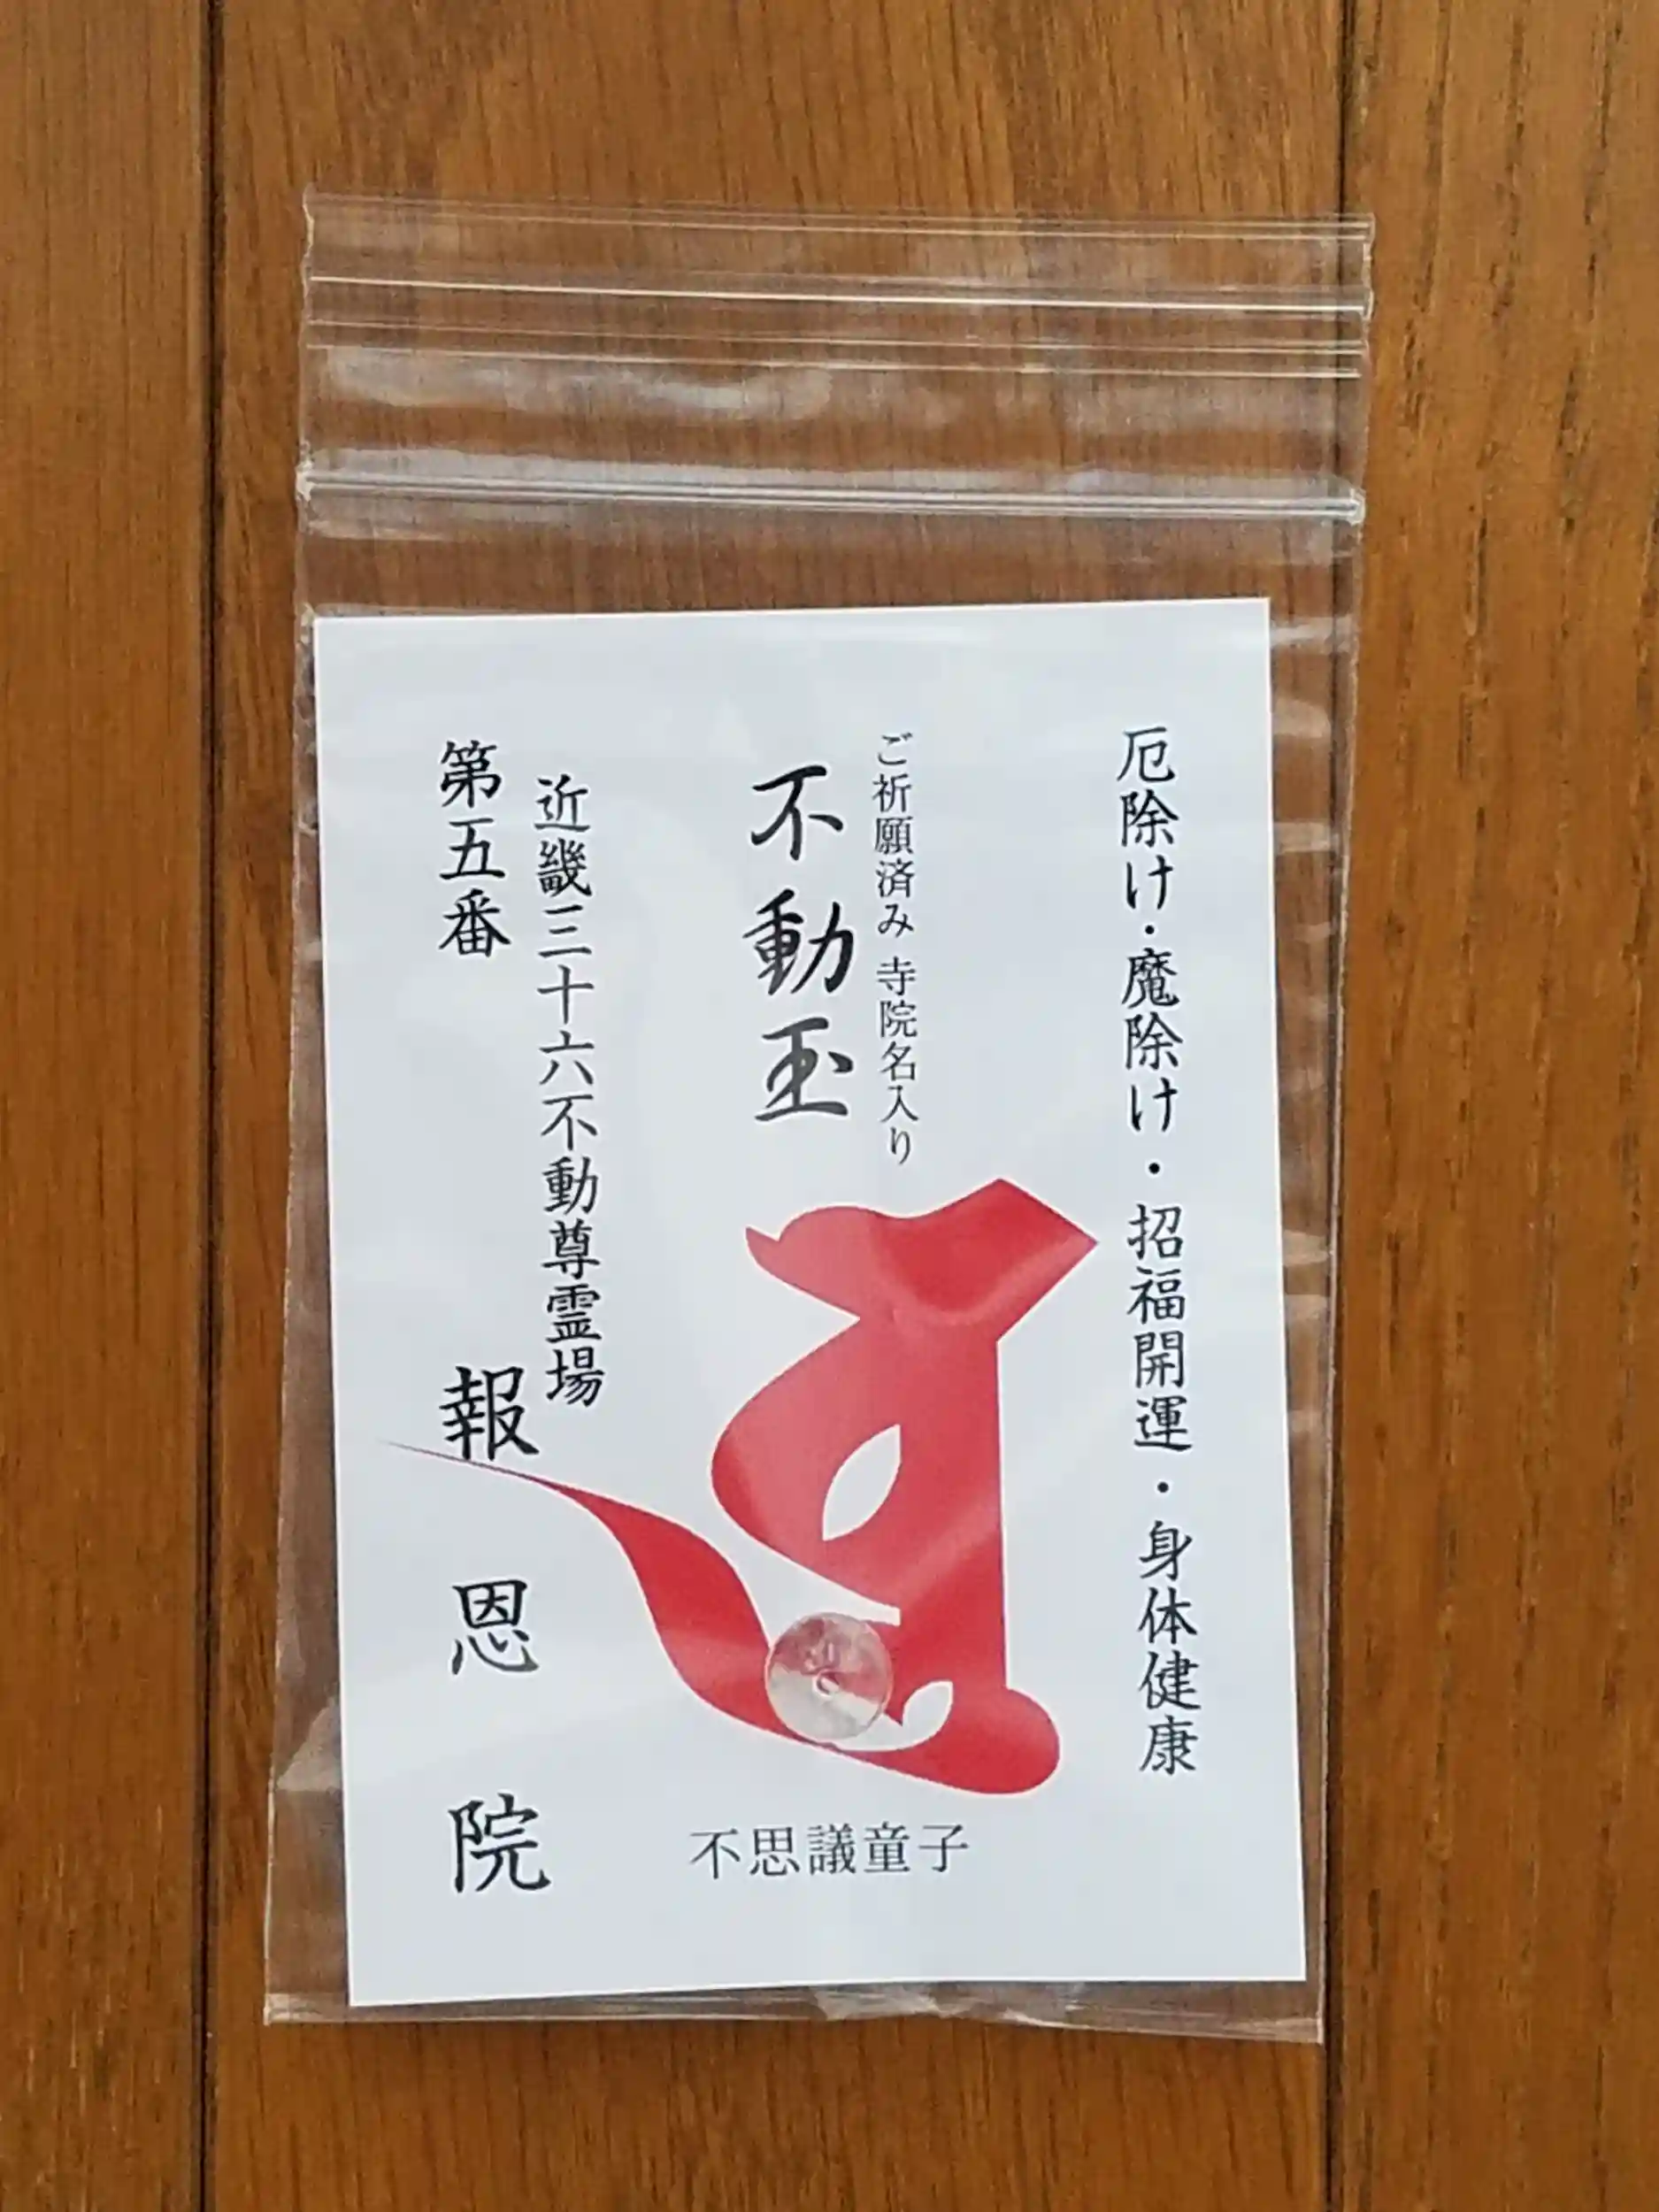 厄除け・魔除け・招福開運・身体健康
ご祈願済み 寺院名入り
不動玉
近畿三十六不動尊霊場
第五番
報恩院
不思議童子